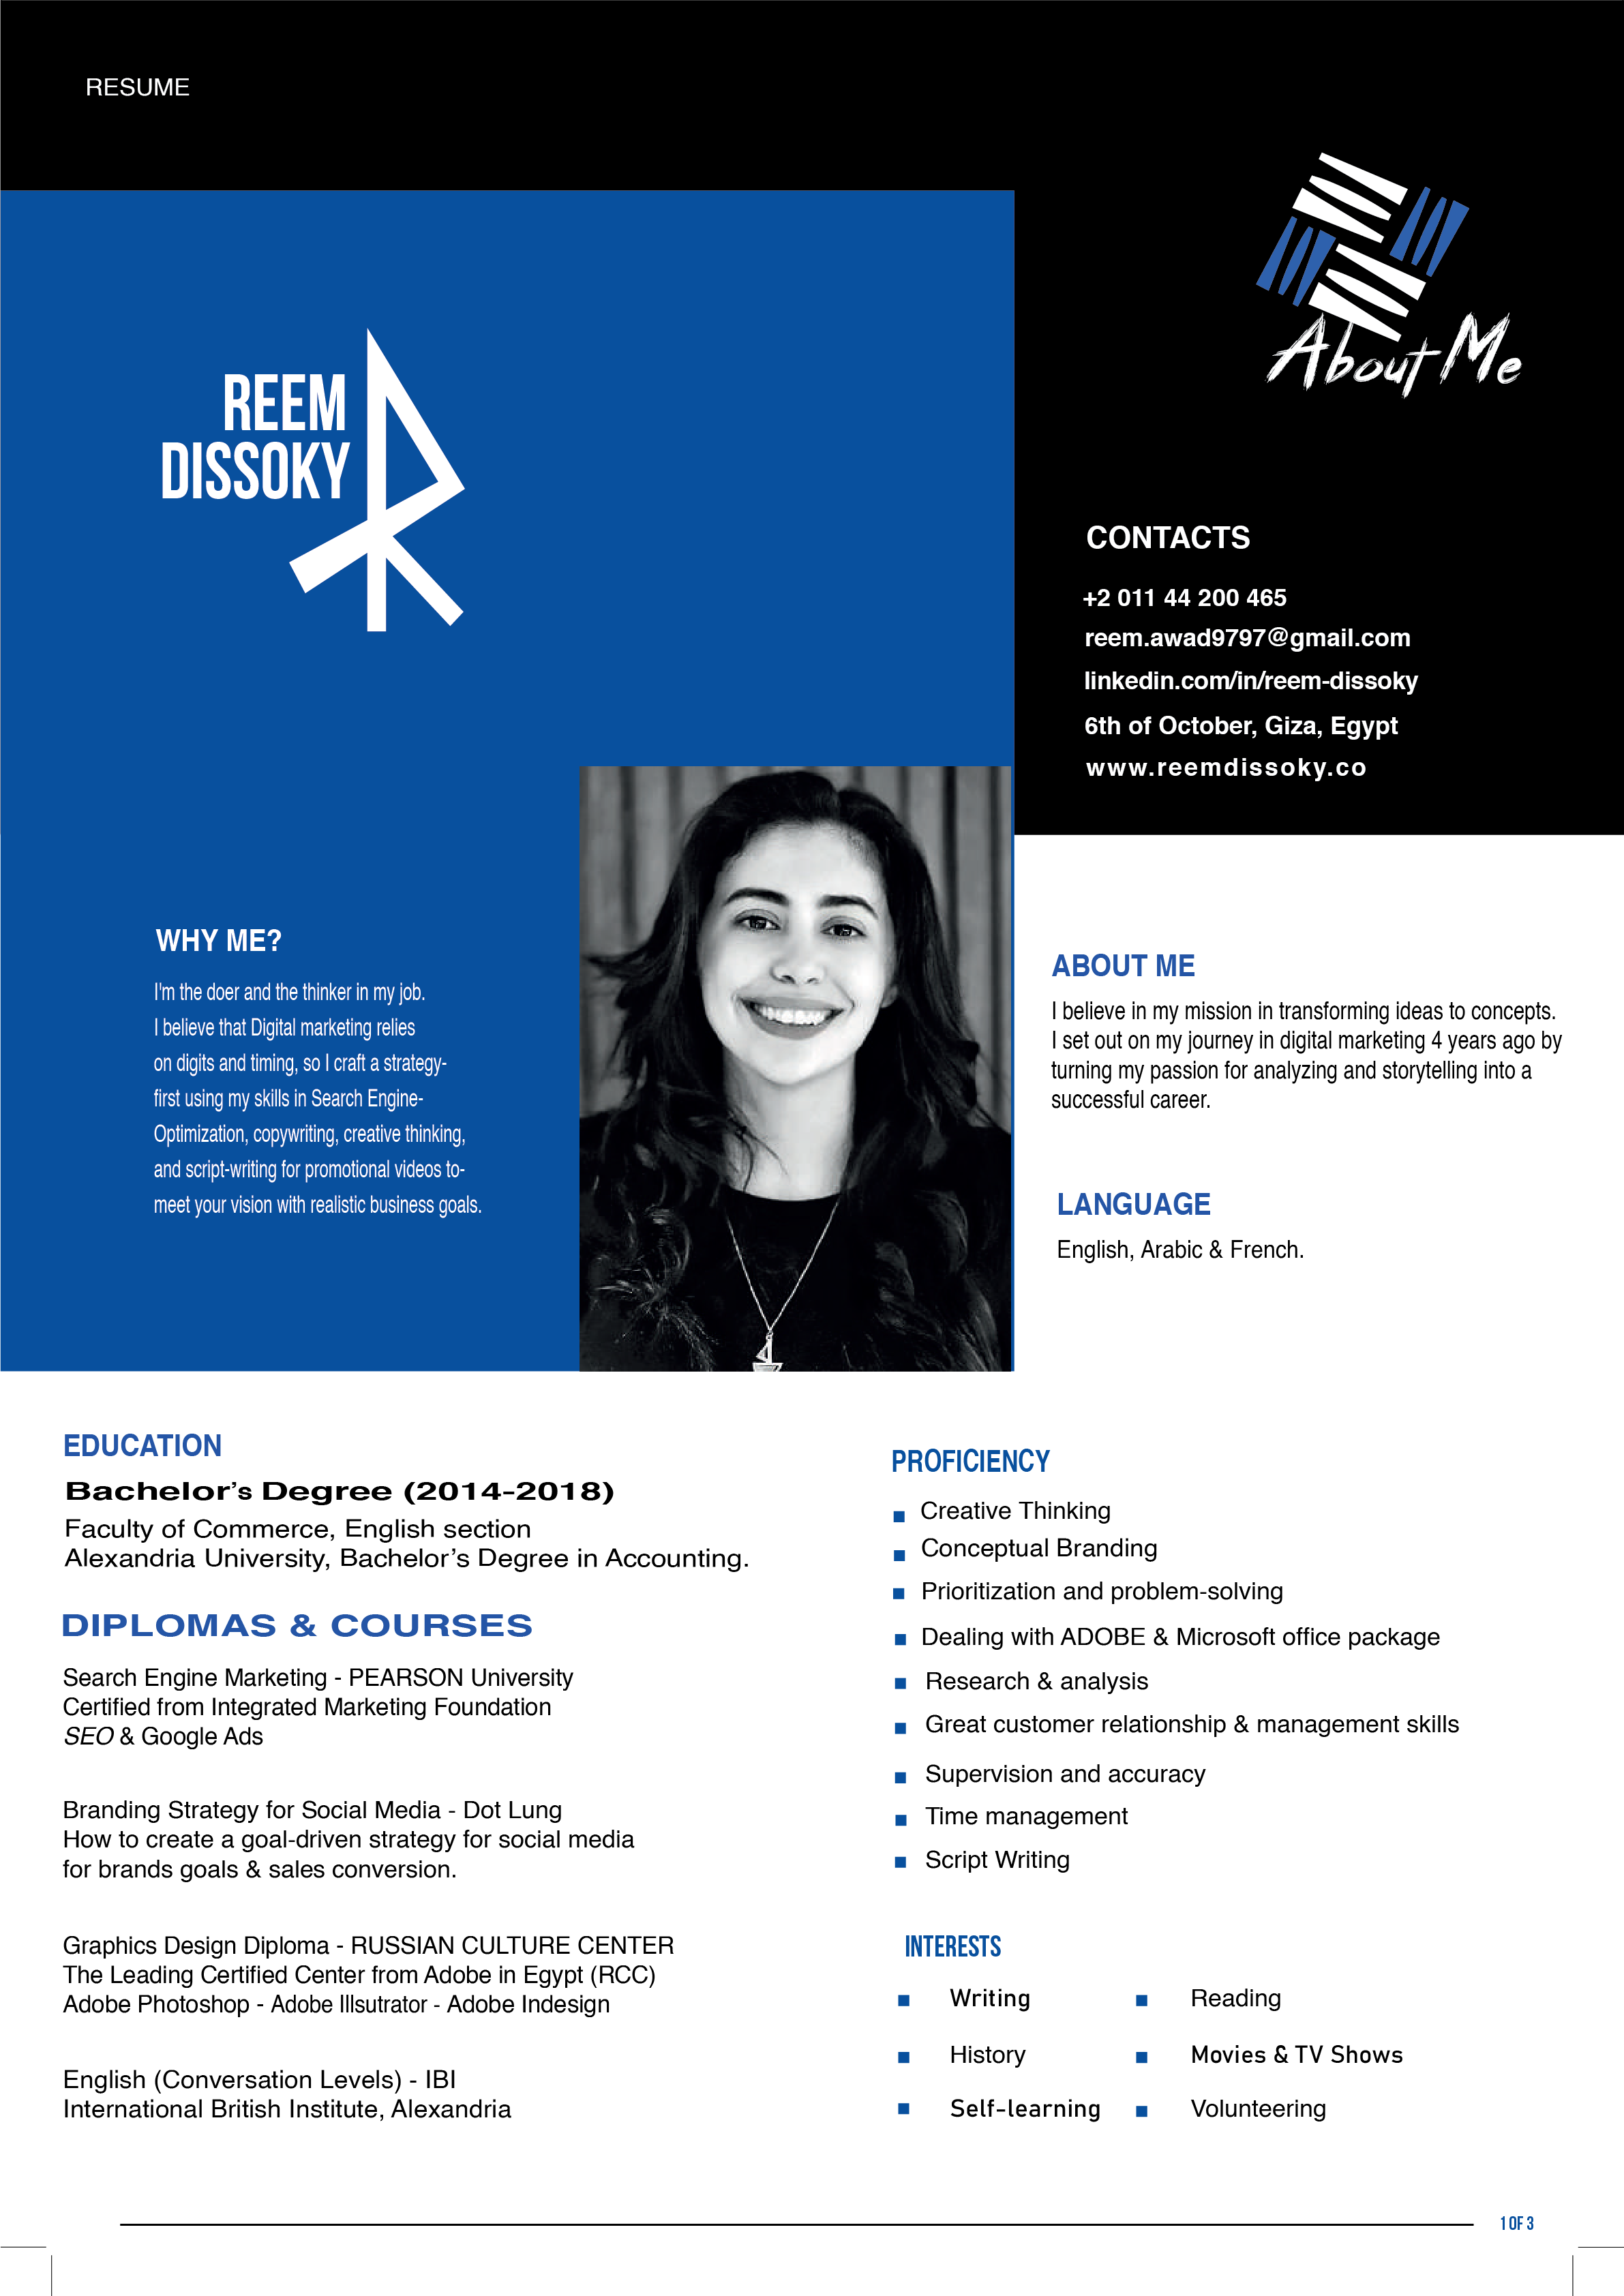 RESUME
About Me
REEM
DISSOKY
CONTACTS
+2 011 44 200 465
reem.awad9797@gmail.com
linkedin.com/in/reem-dissoky
6th of October, Giza, Egypt
www.reemdissoky.co
WHY ME?
I'm the doer and the thinker in my job.
I believe that Digital marketing relies
on digits and timing, so I craft a strategy-
first using my skills in Search Engine-
Optimization, copywriting, creative thinking,
and script-writing for promotional videos to-
meet your vision with realistic business goals.
ABOUT ME
I believe in my mission in transforming ideas to concepts.
I set out on my journey in digital marketing 4 years ago by
turning my passion for analyzing and storytelling into a
successful career.
LANGUAGE
English, Arabic & French.
EDUCATION
Bachelor’s Degree (2014-2018)
Faculty of Commerce, English section
Alexandria University, Bachelor’s Degree in Accounting.
DIPLOMAS & COURSES
Search Engine Marketing - PEARSON University
Certified from Integrated Marketing Foundation
SEO & Google Ads
Branding Strategy for Social Media - Dot Lung
How to create a goal-driven strategy for social media
for brands goals & sales conversion.
Graphics Design Diploma - RUSSIAN CULTURE CENTER
The Leading Certified Center from Adobe in Egypt (RCC)
Adobe Photoshop - Adobe Illsutrator - Adobe Indesign
English (Conversation Levels) - IBI
International British Institute, Alexandria
PROFICIENCY
Creative Thinking
Conceptual Branding
Prioritization and problem-solving
Dealing with ADOBE & Microsoft office package
Research & analysis
Great customer relationship & management skills
Supervision and accuracy
Time management
Script Writing
INTERESTS
Writing
Reading
History
Movies & TV Shows
Self-learning
Volunteering
1 OF 3